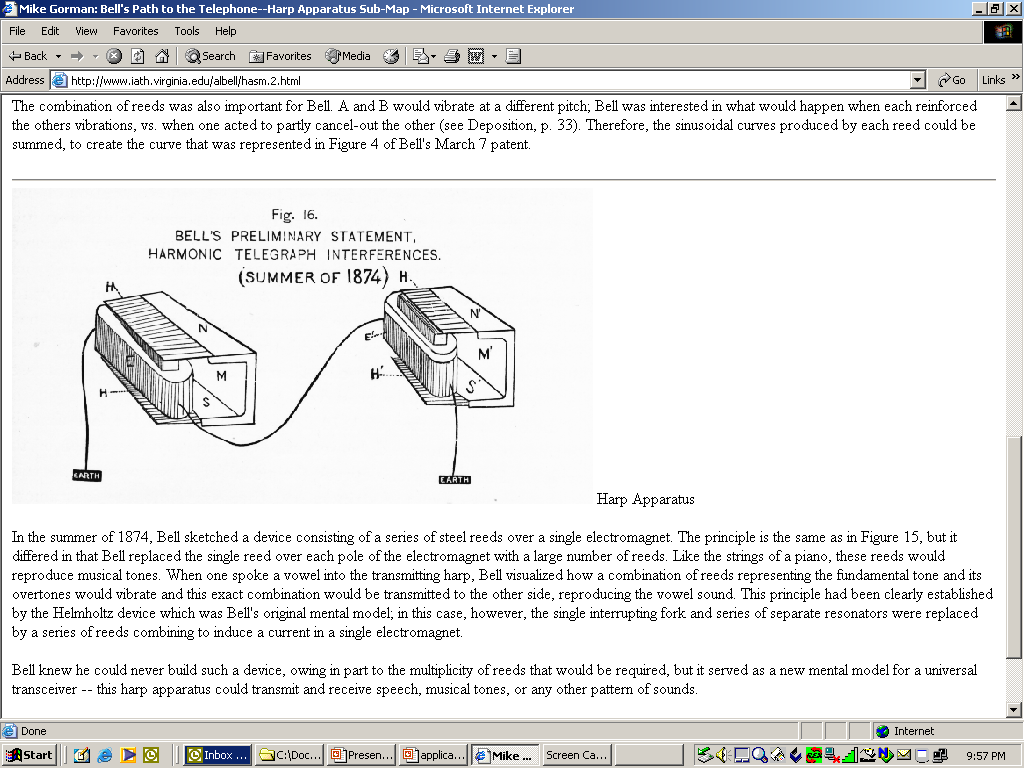 Mike Gorman: Bell's Path to the Telephone--Harp Apparatus Sub-Map - Microsoft Internet Explorer
File Edit View Favorites Tools Help
Back Search Favorites Media
Address http://www.iath.virginia.edu/albell/hasm.2.html Go Links »
The combination of reeds was also important for Bell. A and B would vibrate at a different pitch; Bell was interested in what would happen when each reinforced
the others vibrations, vs. when one acted to partly cancel-out the other (see Deposition, p. 33). Therefore, the sinusoidal curves produced by each reed could be
summed, to create the curve that was represented in Figure 4 of Bell's March 7 patent.
Fig. 16.
BELL'S PRELIMINARY STATEMENT,
HARMONIC TELEGRAPH INTERFERENCES.
(SUMMER OF 1874)
H H.
N N'
E E'
M M'
H H'
S S'
EARTH EARTH
Harp Apparatus
In the summer of 1874, Bell sketched a device consisting of a series of steel reeds over a single electromagnet. The principle is the same as in Figure 15, but it
differed in that Bell replaced the single reed over each pole of the electromagnet with a large number of reeds. Like the strings of a piano, these reeds would
reproduce musical tones. When one spoke a vowel into the transmitting harp, Bell visualized how a combination of reeds representing the fundamental tone and its
overtones would vibrate and this exact combination would be transmitted to the other side, reproducing the vowel sound. This principle had been clearly established
by the Helmholtz device which was Bell's original mental model; in this case, however, the single interrupting fork and series of separate resonators were replaced
by a series of reeds combining to induce a current in a single electromagnet.
Bell knew he could never build such a device, owing in part to the multiplicity of reeds that would be required, but it served as a new mental model for a universal
transceiver -- this harp apparatus could transmit and receive speech, musical tones, or any other pattern of sounds.
Done Internet
Start Inbox ... C:\Doc... Presen... applica... Mike ... Screen Ca... 9:57 PM